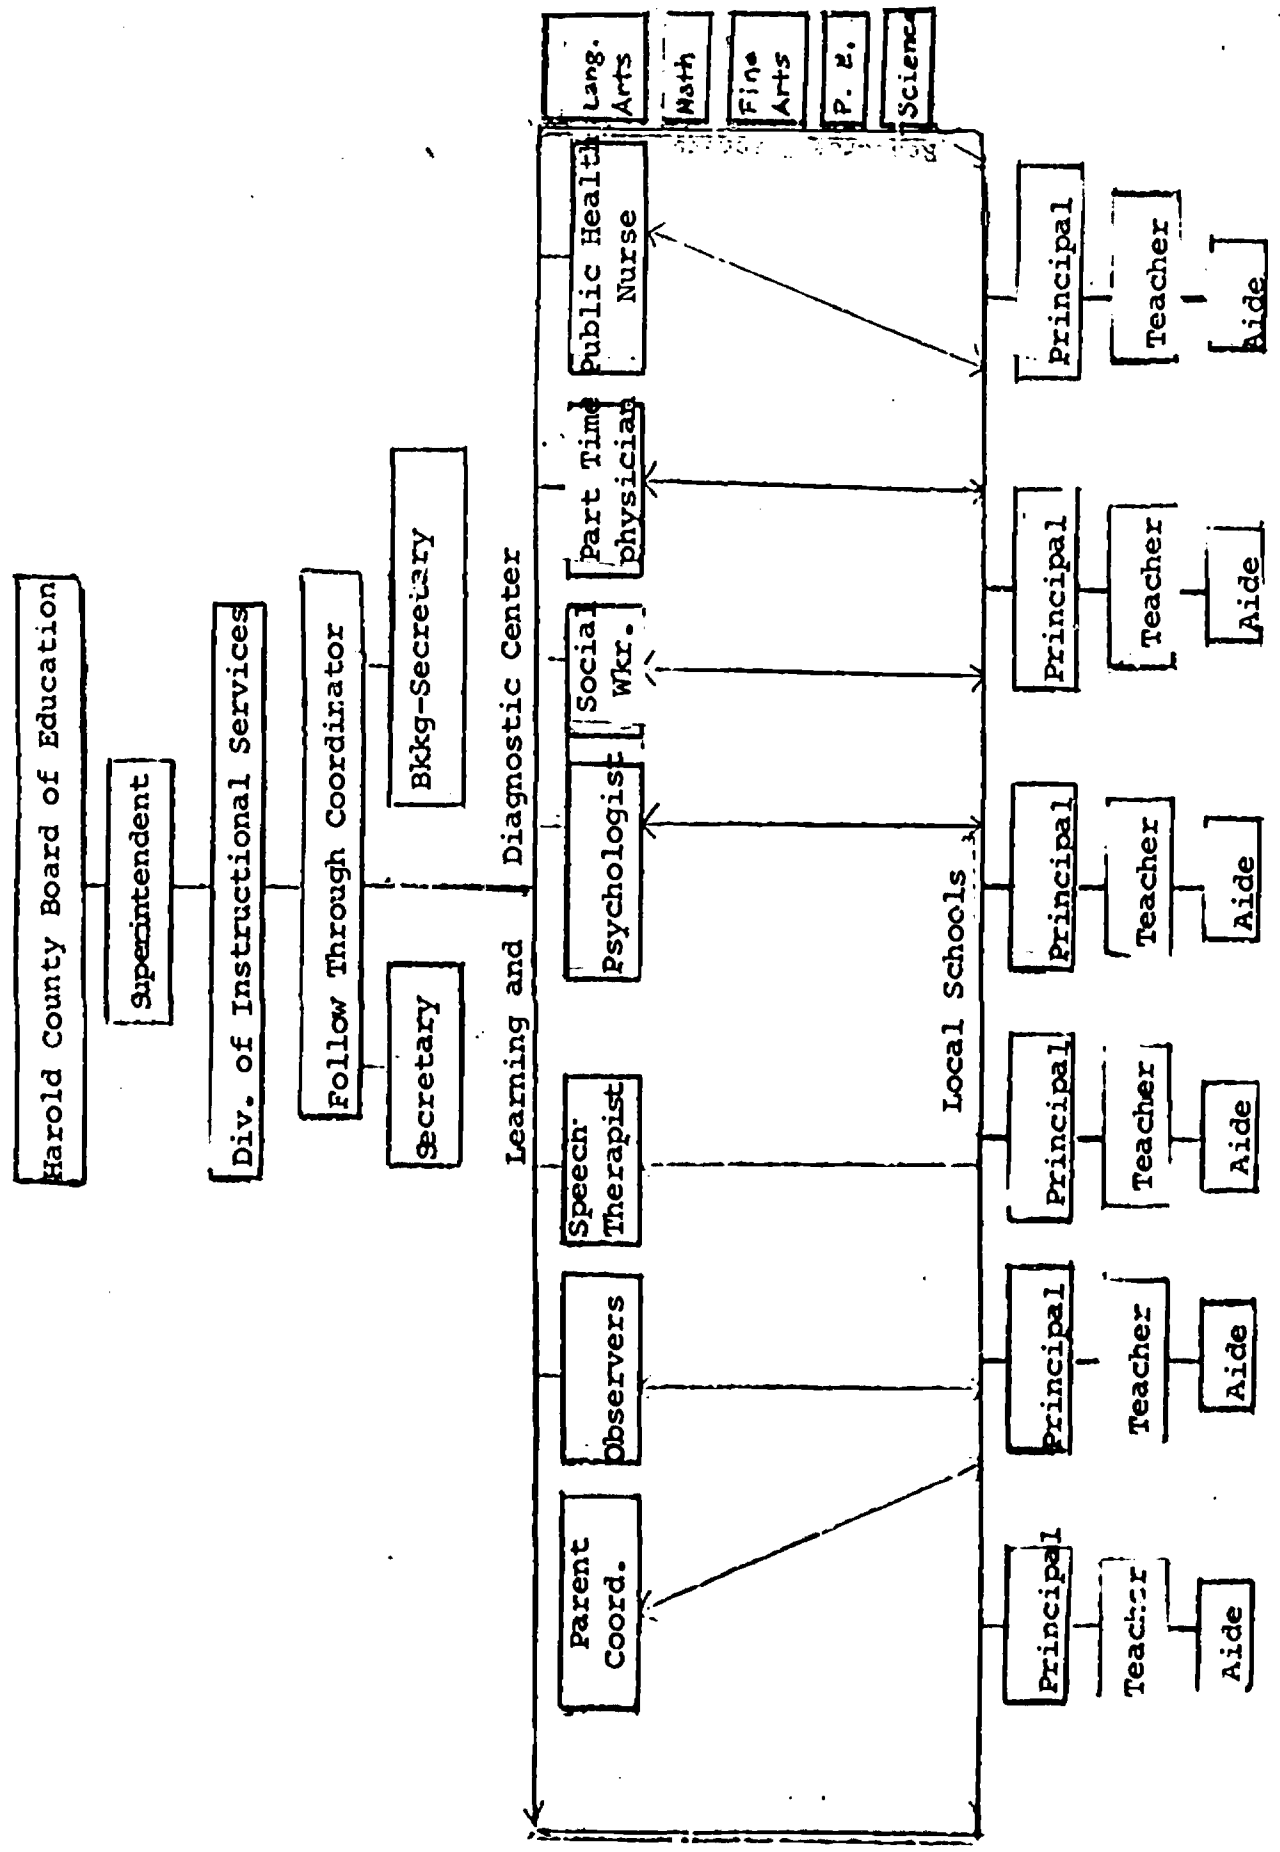 Harold County Board of Education
Superintendent
Div. of Instructional Services
Follow Through Coordinator
Secretary
Bkkg-Secretary
Learning and Diagnostic Center
Parent
Coord.
Observers
Speech
Therapist
Psychologist
Social
Wkr.
Part Time
physician
Public Health
Nurse
Lang.
Arts
Math
Fine
Arts
P. E.
Science
Local Schools
Principal
Principal
Principal
Principal
Principal
Principal
Principal
Teacher
Teacher
Teacher
Teacher
Teacher
Teacher
Teacher
Aide
Aide
Aide
Aide
Aide
Aide
Aide